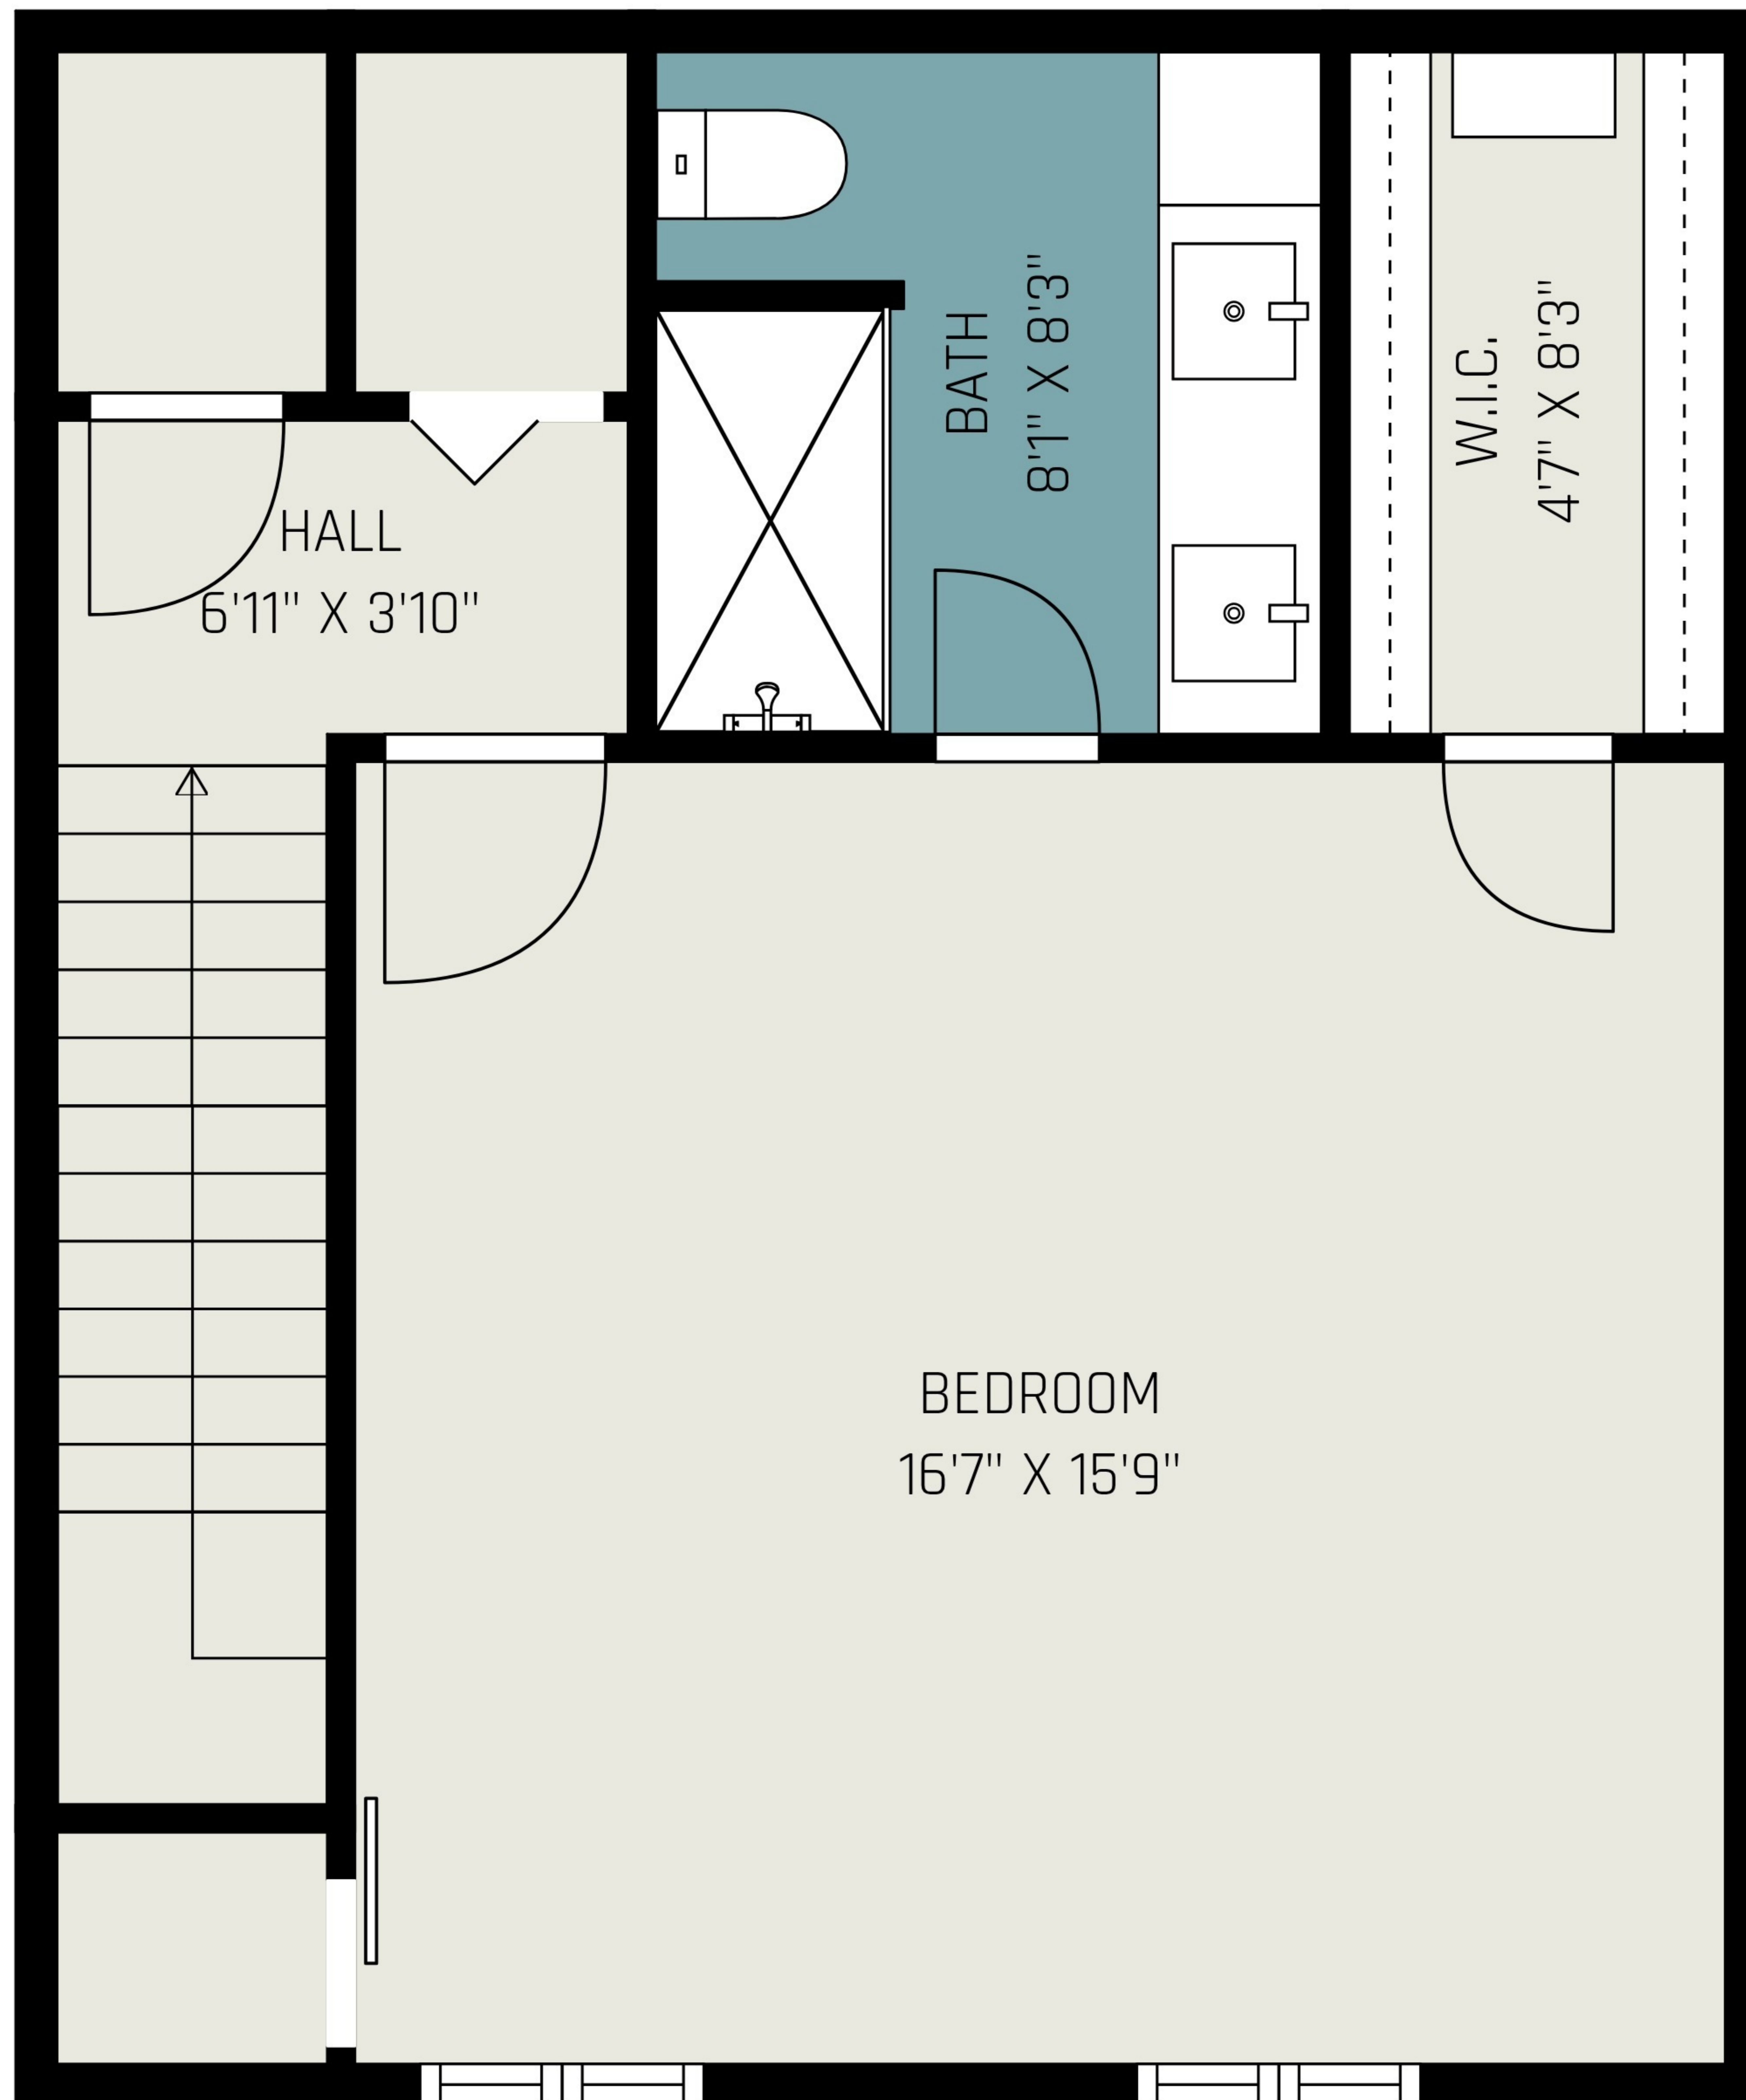 BATH
8'1" X 8'3"
W.I.C.
4'7" X 8'3"
HALL
6'11" X 3'10"
BEDROOM
16'7" X 15'9"